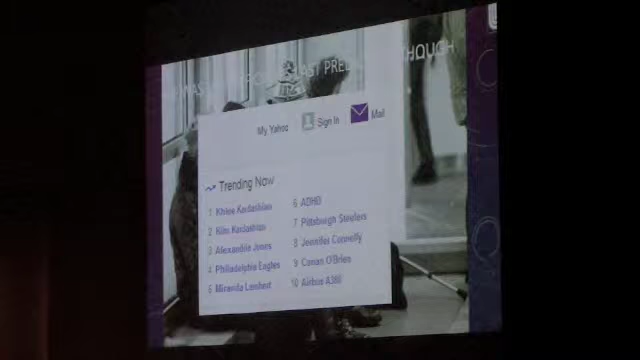 THOUGH
My Yahoo Sign In Mail
Trending Now
1 Khloe Kardashian
2 Kim Kardashian
3 Alexandria Jones
4 Philadelphia Eagles
5 Miranda Lambert
6 ADHD
7 Pittsburgh Steelers
8 Jennifer Connelly
9 Conan O'Brien
10 Airbus A380